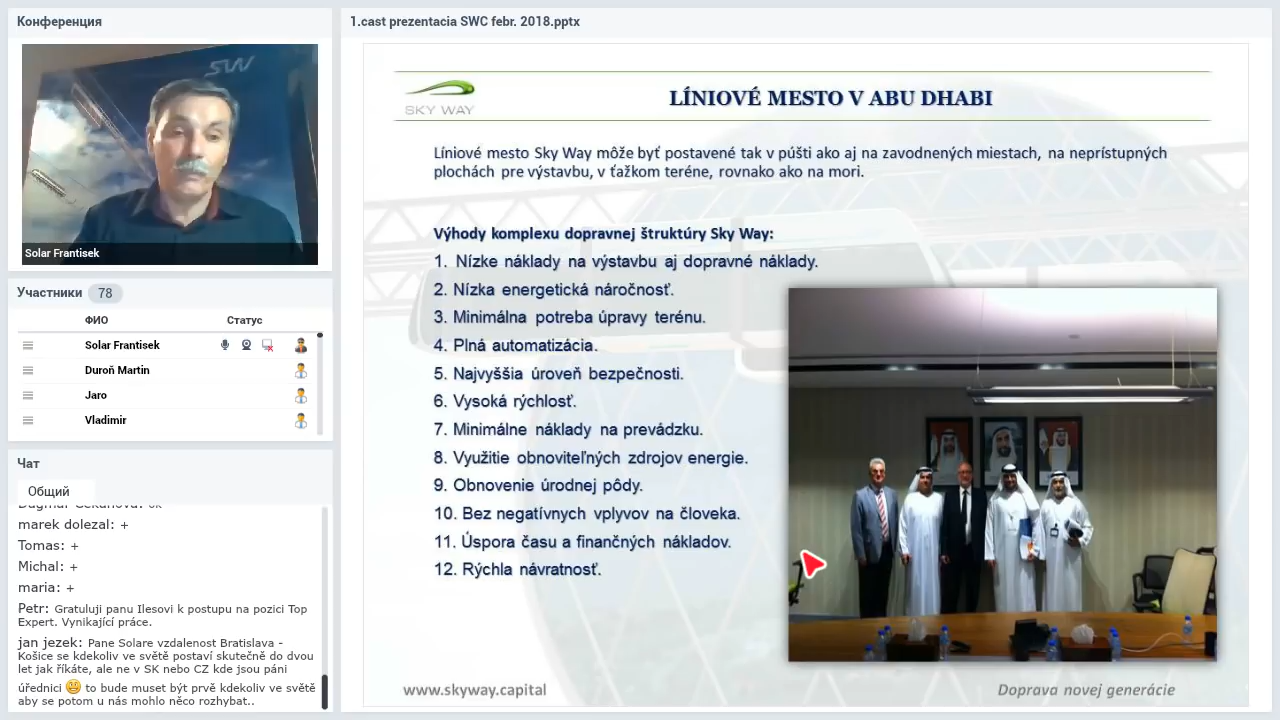 Конференция
SW
Solar Frantisek
Участники 78
ФИО Статус
Solar Frantisek
Duroň Martin
Jaro
Vladimir
Чат
Общий
Dagmar Cekanova: ok
marek dolezal: +
Tomas: +
Michal: +
maria: +
Petr: Gratuluji panu Ilesovi k postupu na pozici Top
Expert. Vynikající práce.
jan jezek: Pane Solare vzdalenost Bratislava -
Košice se kdekoliv ve světě postaví skutečně do dvou
let jak říkáte, ale ne v SK nebo CZ kde jsou páni
úřednici to bude muset být prvě kdekoliv ve světě
aby se potom u nás mohlo něco rozhybat..
1.cast prezentacia SWC febr. 2018.pptx
SKY WAY
LÍNIOVÉ MESTO V ABU DHABI
Líniové mesto Sky Way môže byť postavené tak v púšti ako aj na zavodnených miestach, na neprístupných
plochách pre výstavbu, v ťažkom teréne, rovnako ako na mori.
Výhody komplexu dopravnej štruktúry Sky Way:
1. Nízke náklady na výstavbu aj dopravné náklady.
2. Nízka energetická náročnosť.
3. Minimálna potreba úpravy terénu.
4. Plná automatizácia.
5. Najvyššia úroveň bezpečnosti.
6. Vysoká rýchlosť.
7. Minimálne náklady na prevádzku.
8. Využitie obnoviteľných zdrojov energie.
9. Obnovenie úrodnej pôdy.
10. Bez negatívnych vplyvov na človeka.
11. Úspora času a finančných nákladov.
12. Rýchla návratnosť.
www.skyway.capital
Doprava novej generácie